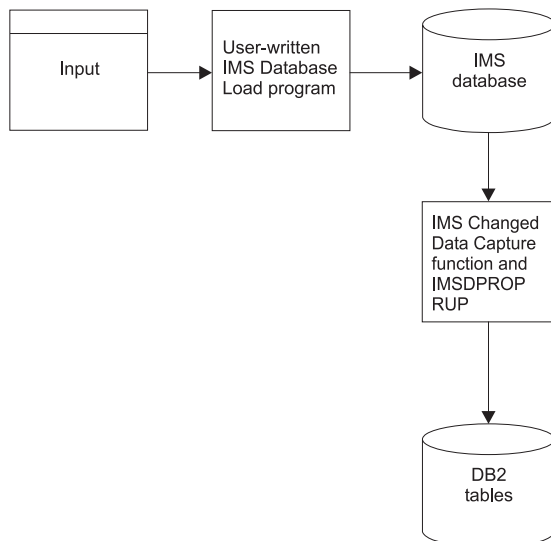 Input
User-written
IMS Database
Load program
IMS
database
IMS Changed
Data Capture
function and
IMSDPROP
RUP
DB2
tables